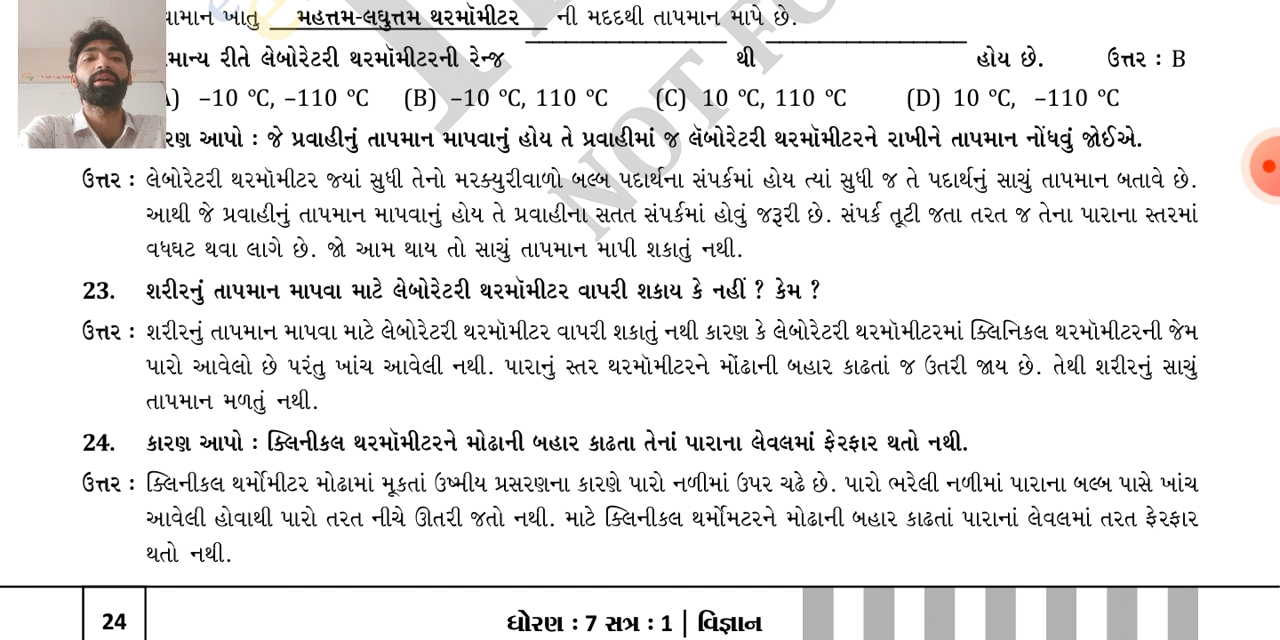 ખાતુ મહત્તમ-લઘુત્તમ થરમૉમીટર ની મદદથી તાપમાન માપે છે.
રીતે લેબોરેટરી થરમૉમીટરની રેન્જ ________ થી ________ હોય છે. ઉત્તર : B
–10 °C, –110 °C (B) –10 °C, 110 °C (C) 10 °C, 110 °C (D) 10 °C, –110 °C
આપો : જે પ્રવાહીનું તાપમાન માપવાનું હોય તે પ્રવાહીમાં જ લૅબોરેટરી થરમૉમીટરને રાખીને તાપમાન નોંધવું જોઈએ.
ઉત્તર : લેબોરેટરી થરમૉમીટર જ્યાં સુધી તેનો મરક્યુરીવાળો બલ્બ પદાર્થના સંપર્કમાં હોય ત્યાં સુધી જ તે પદાર્થનું સાચું તાપમાન બતાવે છે.
આથી જે પ્રવાહીનું તાપમાન માપવાનું હોય તે પ્રવાહીના સતત સંપર્કમાં હોવું જરૂરી છે. સંપર્ક તૂટી જતા તરત જ તેના પારાના સ્તરમાં
વધઘટ થવા લાગે છે. જો આમ થાય તો સાચું તાપમાન માપી શકાતું નથી.
23. શરીરનું તાપમાન માપવા માટે લેબોરેટરી થરમૉમીટર વાપરી શકાય કે નહીં ? કેમ ?
ઉત્તર : શરીરનું તાપમાન માપવા માટે લેબોરેટરી થરમૉમીટર વાપરી શકાતું નથી કારણ કે લેબોરેટરી થરમૉમીટરમાં ક્લિનિકલ થરમૉમીટરની જેમ
પારો આવેલો છે પરંતુ ખાંચ આવેલી નથી. પારાનું સ્તર થરમૉમીટરને મોંઢાની બહાર કાઢતાં જ ઉતરી જાય છે. તેથી શરીરનું સાચું
તાપમાન મળતું નથી.
24. કારણ આપો : ક્લિનીકલ થરમૉમીટરને મોઢાની બહાર કાઢતા તેનાં પારાના લેવલમાં ફેરફાર થતો નથી.
ઉત્તર : ક્લિનીકલ થર્મોમીટર મોઢામાં મૂકતાં ઉષ્મીય પ્રસરણના કારણે પારો નળીમાં ઉપર ચઢે છે. પારો ભરેલી નળીમાં પારાના બલ્બ પાસે ખાંચ
આવેલી હોવાથી પારો તરત નીચે ઊતરી જતો નથી. માટે ક્લિનીકલ થર્મોમટરને મોઢાની બહાર કાઢતાં પારાનાં લેવલમાં તરત ફેરફાર
થતો નથી.
24 ધોરણ : 7 સત્ર : 1 | વિજ્ઞાન
NOT